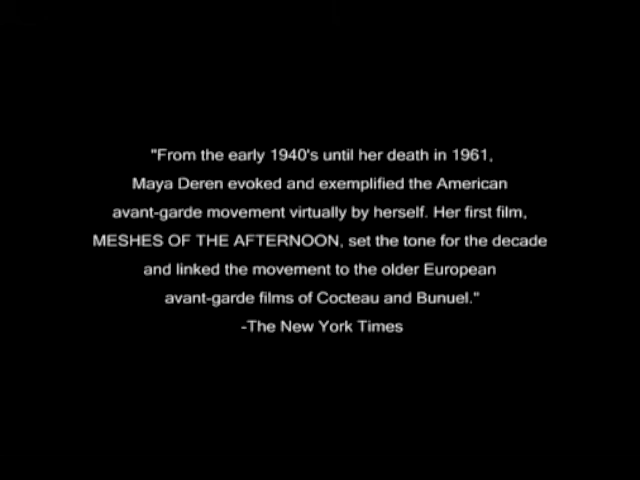 "From the early 1940's until her death in 1961,
Maya Deren evoked and exemplified the American
avant-garde movement virtually by herself. Her first film,
MESHES OF THE AFTERNOON, set the tone for the decade
and linked the movement to the older European
avant-garde films of Cocteau and Bunuel."
-The New York Times